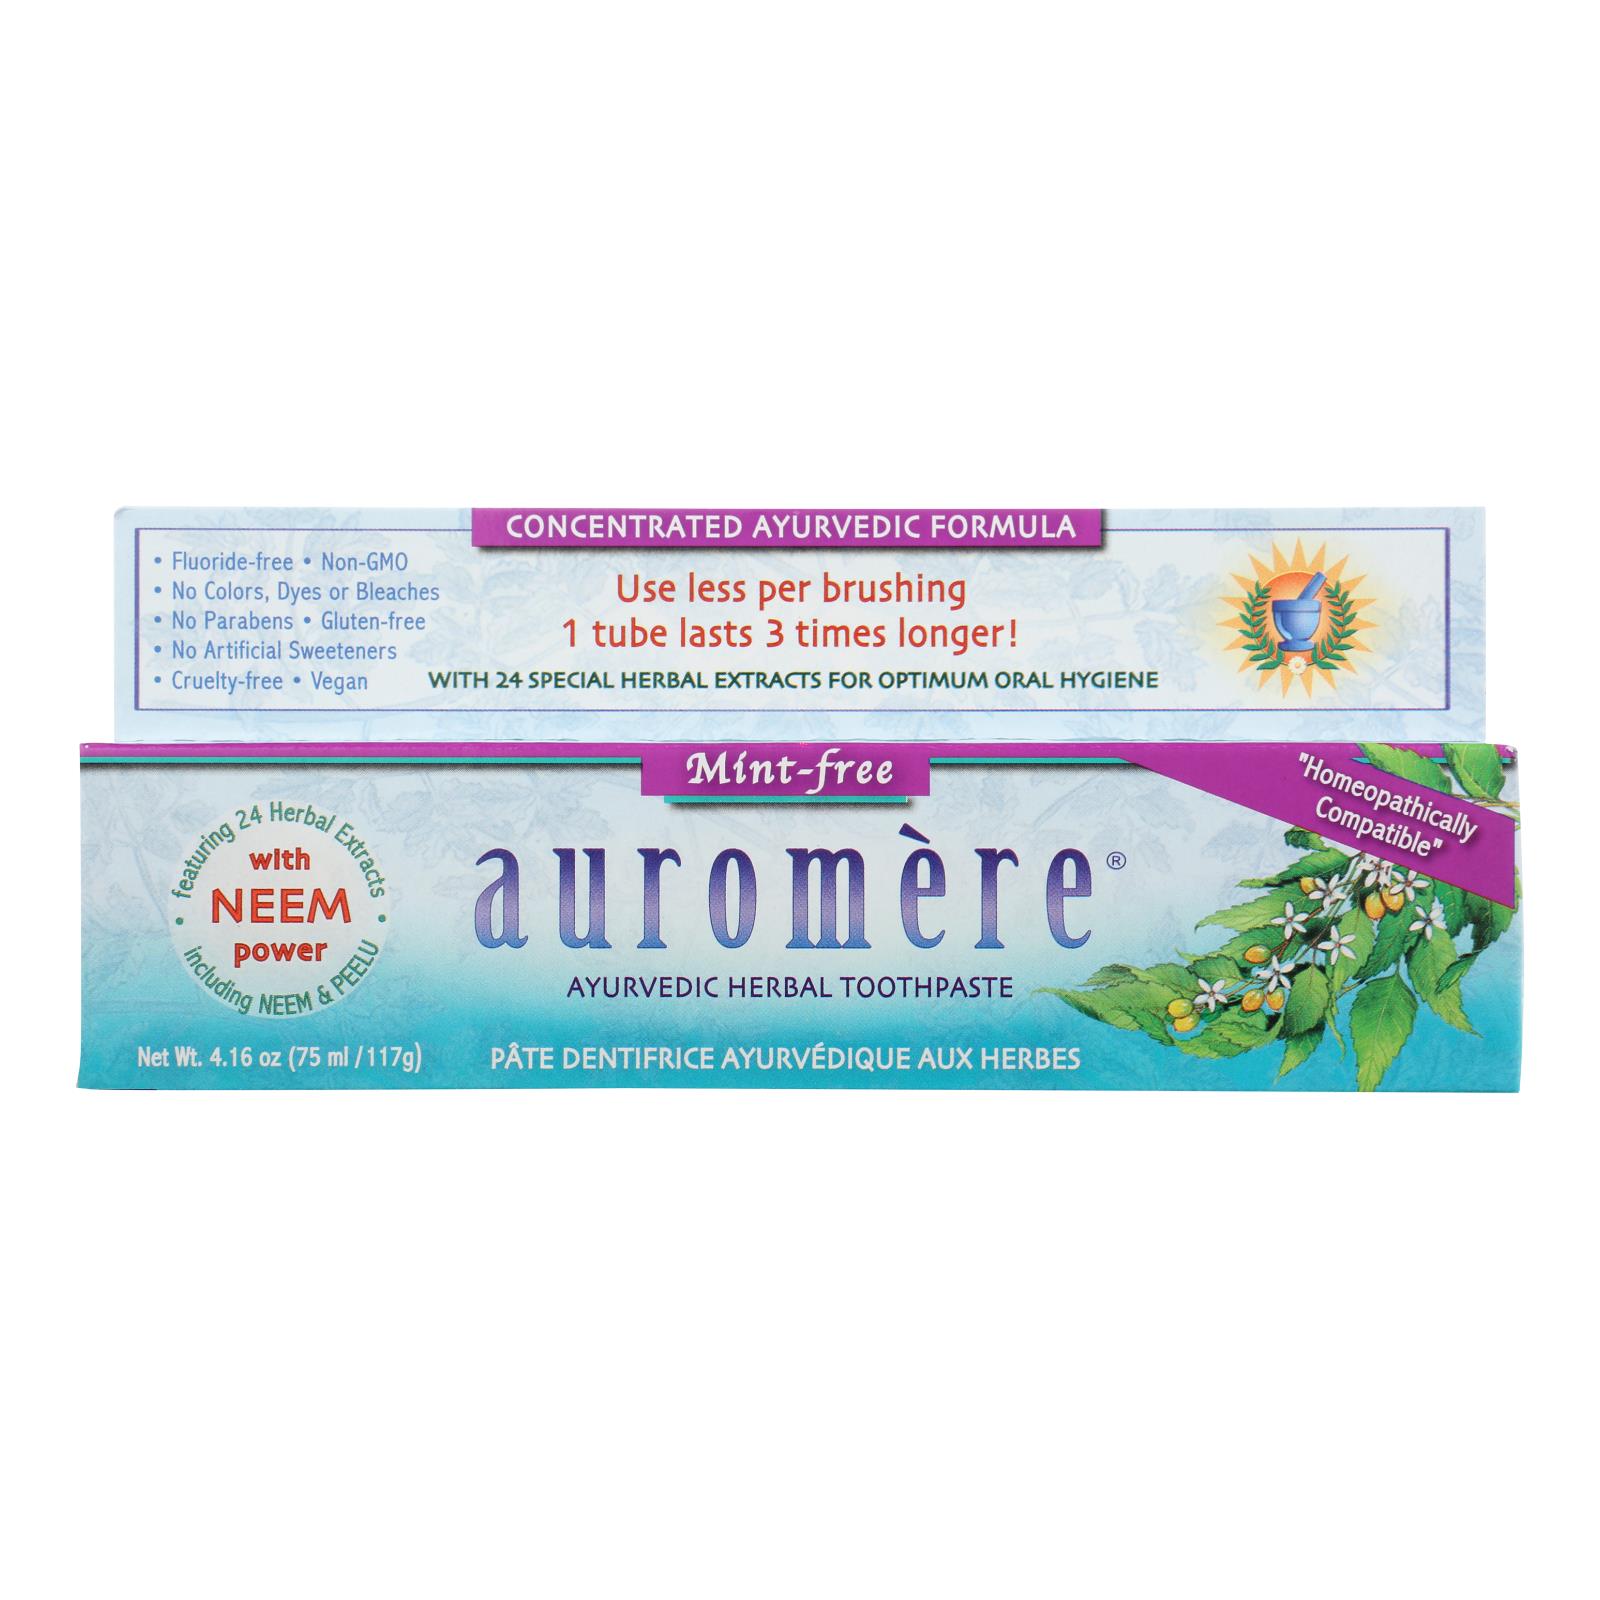 CONCENTRATED AYURVEDIC FORMULA
• Fluoride-free • Non-GMO
• No Colors, Dyes or Bleaches
• No Parabens • Gluten-free
• No Artificial Sweeteners
• Cruelty-free • Vegan
Use less per brushing
1 tube lasts 3 times longer!
WITH 24 SPECIAL HERBAL EXTRACTS FOR OPTIMUM ORAL HYGIENE
Mint-free
"Homeopathically
Compatible"
• featuring 24 Herbal Extracts •
with
NEEM
power
including NEEM & PEELU
auromère®
AYURVEDIC HERBAL TOOTHPASTE
Net Wt. 4.16 oz (75 ml / 117g)
PÂTE DENTIFRICE AYURVÉDIQUE AUX HERBES